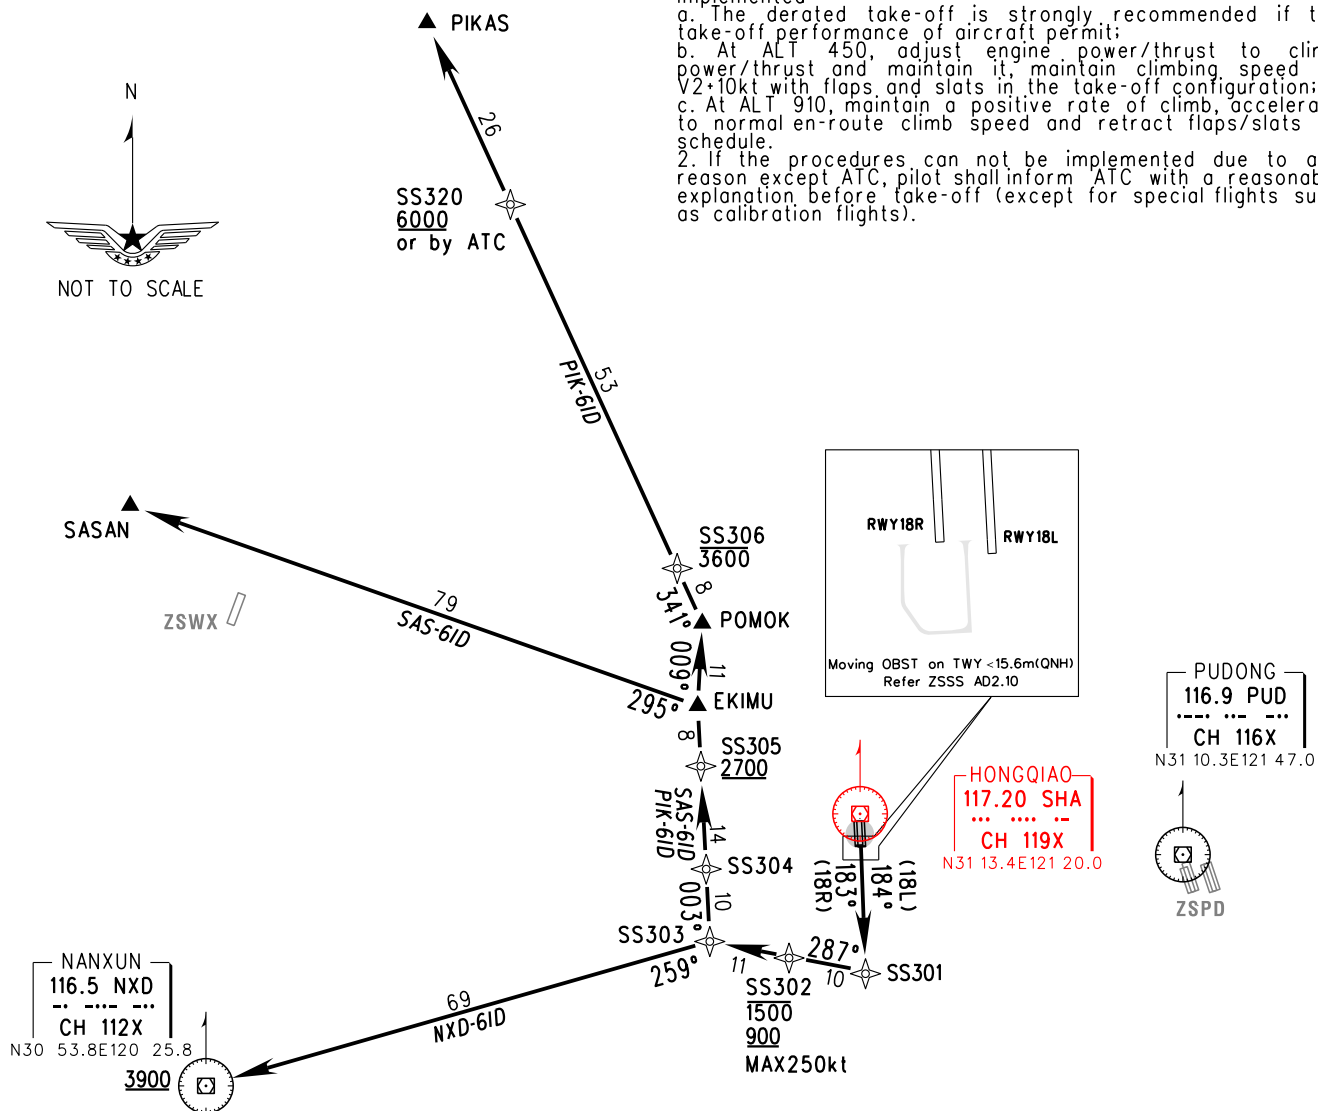 implemented
a. The derated take-off is strongly recommended if t
take-off performance of aircraft permit;
b. At ALT 450, adjust engine power/thrust to clim
power/thrust and maintain it, maintain climbing speed
V2+10kt with flaps and slats in the take-off configuration;
c. At ALT 910, maintain a positive rate of climb, accelera
to normal en-route climb speed and retract flaps/slats
schedule.
2. If the procedures can not be implemented due to a
reason except ATC, pilot shall inform ATC with a reasonab
explanation before take-off (except for special flights su
as calibration flights).
PIKAS
N
26
SS320
6000
or by ATC
NOT TO SCALE
53
PIK-61D
SASAN
RWY18R
RWY18L
SS306
3600
8
341°
79
SAS-61D
ZSWX
POMOK
009°
11
Moving OBST on TWY <15.6m(QNH)
Refer ZSSS AD2.10
295°
EKIMU
PUDONG
116.9 PUD
·--· ··- -··
CH 116X
N31 10.3E121 47.0
8
SS305
2700
HONGQIAO
117.20 SHA
··· ···· ·-
CH 119X
N31 13.4E121 20.0
SAS-61D
PIK-61D
14
SS304
183°
(18R)
184°
(18L)
ZSPD
003°
10
SS303
259°
11
287°
10
SS301
SS302
1500
900
MAX250kt
NANXUN
116.5 NXD
-· -··- -··
CH 112X
N30 53.8E120 25.8
69
NXD-61D
3900